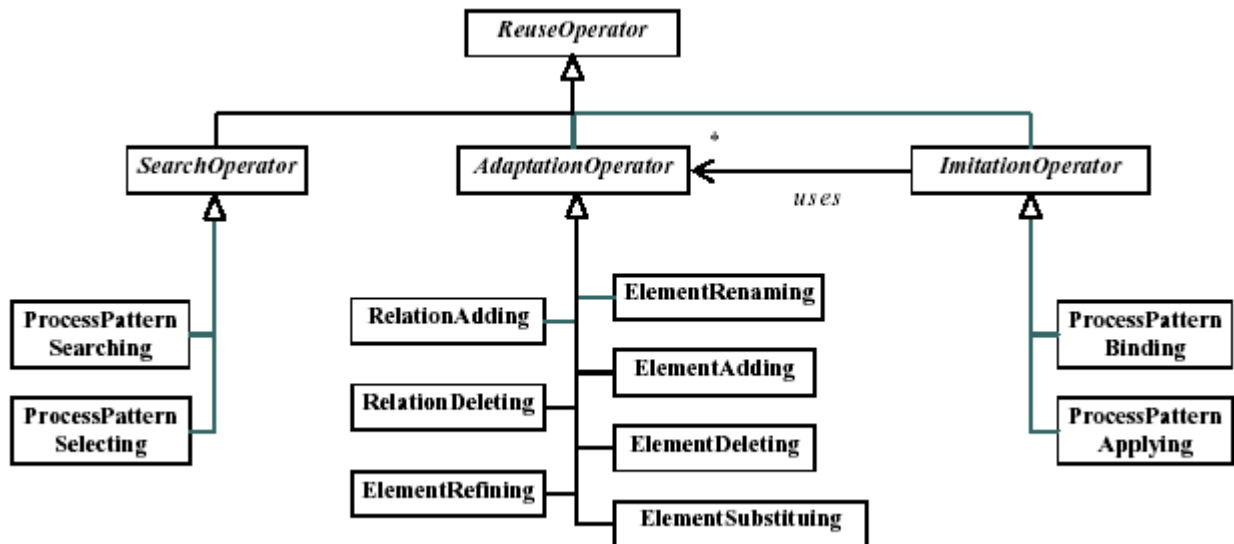 ReuseOperator
SearchOperator
AdaptationOperator
*
uses
ImitationOperator
ProcessPattern
Searching
ProcessPattern
Selecting
RelationAdding
RelationDeleting
ElementRefining
ElementRenaming
ElementAdding
ElementDeleting
ElementSubstituing
ProcessPattern
Binding
ProcessPattern
Applying